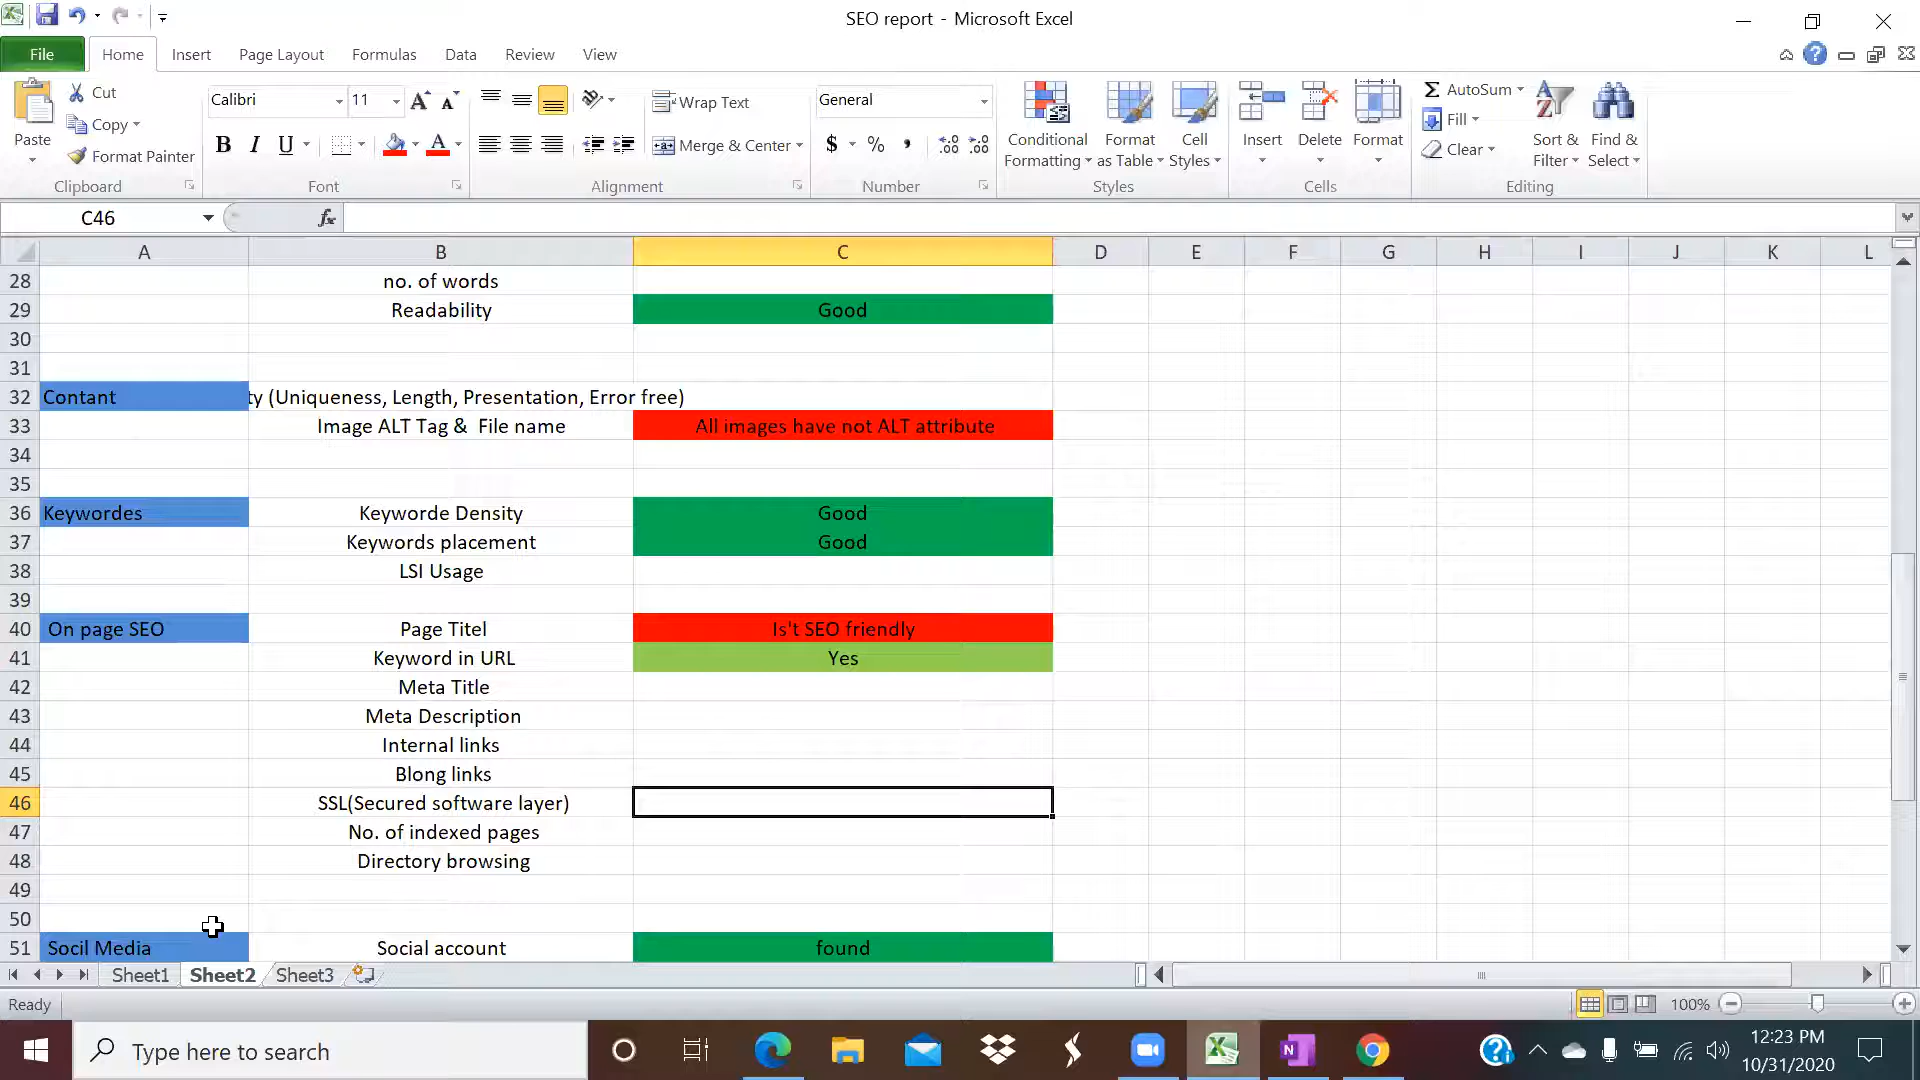 SEO report - Microsoft Excel
File Home Insert Page Layout Formulas Data Review View
Paste
Cut
Copy
Format Painter
Clipboard
Calibri 11
B I U
Font
Wrap Text
Merge & Center
Alignment
General
$ % ,
Number
Conditional Formatting
Format as Table
Cell Styles
Styles
Insert
Delete
Format
Cells
AutoSum
Fill
Clear
Sort & Filter
Find & Select
Editing
C46 fx
A B C D E F G H I J K L
28 no. of words
29 Readability Good
30
31
32 Contant ty (Uniqueness, Length, Presentation, Error free)
33 Image ALT Tag & File name All images have not ALT attribute
34
35
36 Keywordes Keyworde Density Good
37 Keywords placement Good
38 LSI Usage
39
40 On page SEO Page Titel Is't SEO friendly
41 Keyword in URL Yes
42 Meta Title
43 Meta Description
44 Internal links
45 Blong links
46 SSL(Secured software layer)
47 No. of indexed pages
48 Directory browsing
49
50
51 Socil Media Social account found
Sheet1 Sheet2 Sheet3
Ready 100%
Type here to search
12:23 PM
10/31/2020